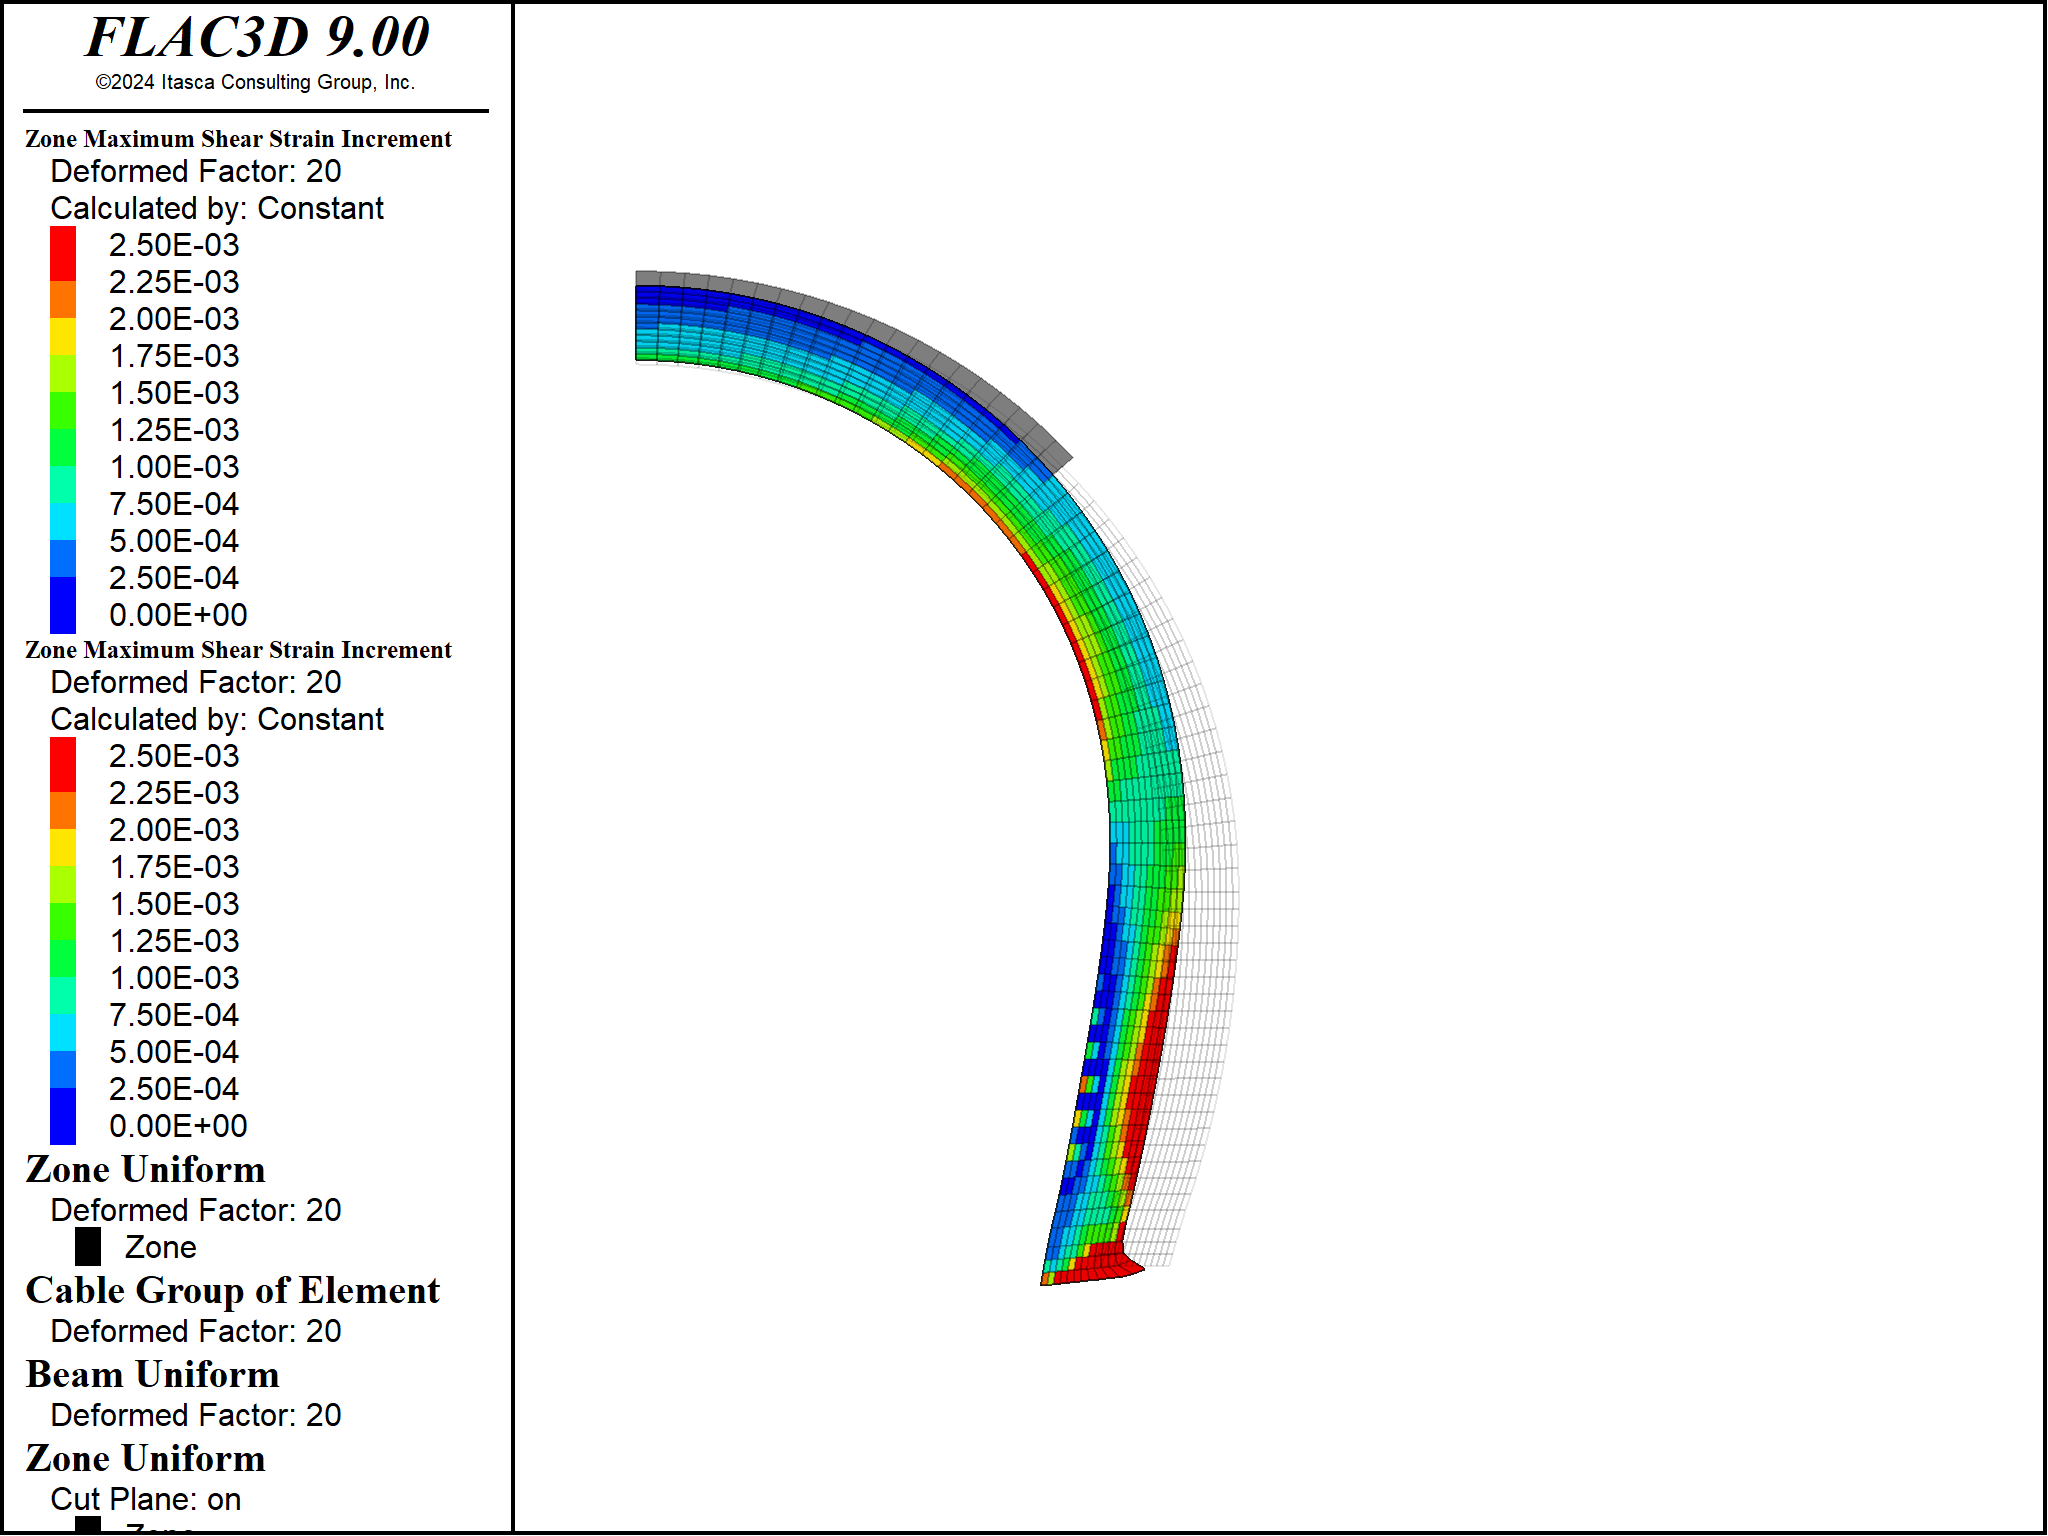 FLAC3D 9.00
©2024 Itasca Consulting Group, Inc.
Zone Maximum Shear Strain Increment
Deformed Factor: 20
Calculated by: Constant
2.50E-03
2.25E-03
2.00E-03
1.75E-03
1.50E-03
1.25E-03
1.00E-03
7.50E-04
5.00E-04
2.50E-04
0.00E+00
Zone Maximum Shear Strain Increment
Deformed Factor: 20
Calculated by: Constant
2.50E-03
2.25E-03
2.00E-03
1.75E-03
1.50E-03
1.25E-03
1.00E-03
7.50E-04
5.00E-04
2.50E-04
0.00E+00
Zone Uniform
Deformed Factor: 20
Zone
Cable Group of Element
Deformed Factor: 20
Beam Uniform
Deformed Factor: 20
Zone Uniform
Cut Plane: on